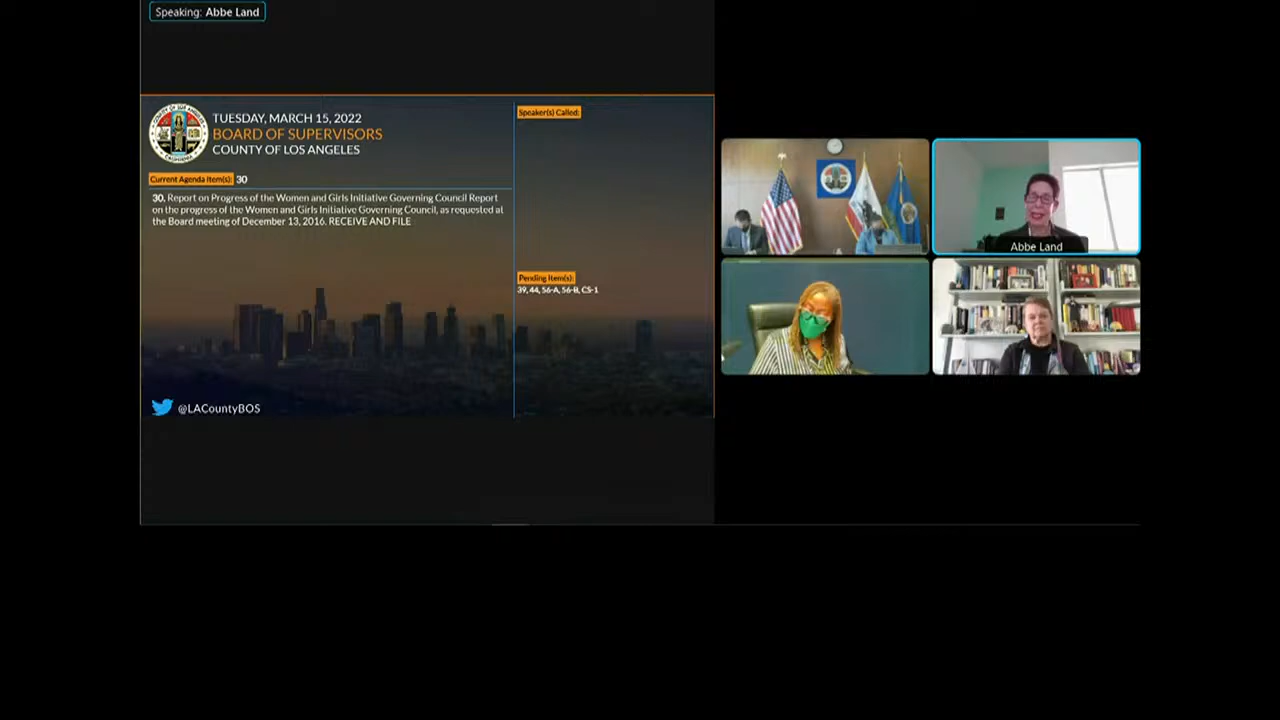 Speaking: Abbe Land
TUESDAY, MARCH 15, 2022
BOARD OF SUPERVISORS
COUNTY OF LOS ANGELES
Current Agenda Item(s): 30
30. Report on Progress of the Women and Girls Initiative Governing Council Report
on the progress of the Women and Girls Initiative Governing Council, as requested at
the Board meeting of December 13, 2016. RECEIVE AND FILE
@LACountyBOS
Speaker(s) Called:
Pending Item(s):
39, 44, 56-A, 56-B, CS-1
Abbe Land